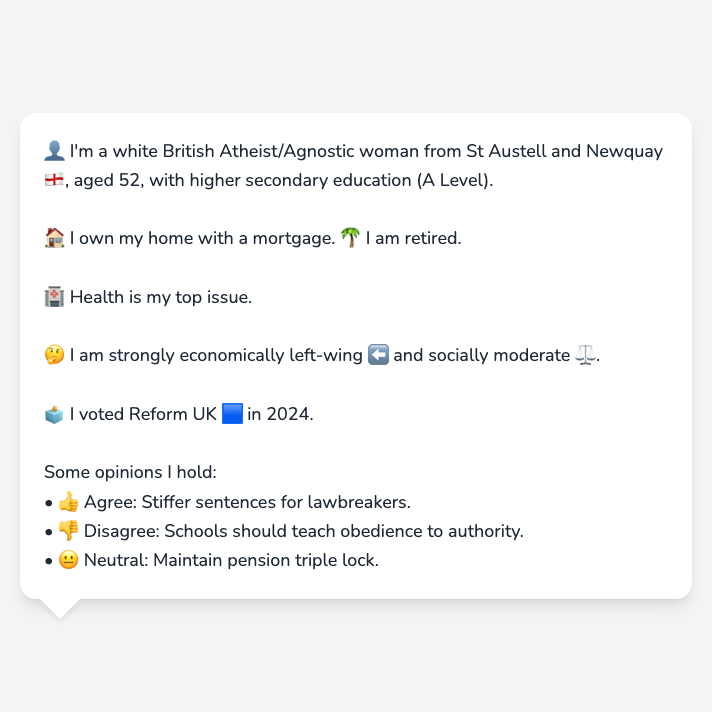 👤 I'm a white British Atheist/Agnostic woman from St Austell and Newquay
🏴󠁧󠁢󠁥󠁮󠁧󠁿, aged 52, with higher secondary education (A Level).
🏠 I own my home with a mortgage. 🌴 I am retired.
🏥 Health is my top issue.
🤔 I am strongly economically left-wing ⬅️ and socially moderate ⚖️.
🗳️ I voted Reform UK 🟦 in 2024.
Some opinions I hold:
• 👍 Agree: Stiffer sentences for lawbreakers.
• 👎 Disagree: Schools should teach obedience to authority.
• 😐 Neutral: Maintain pension triple lock.